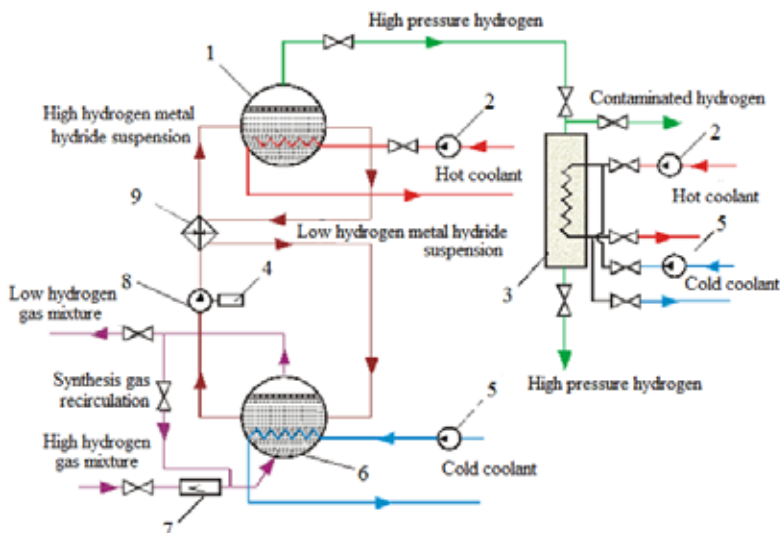 High pressure hydrogen
1
High hydrogen metal
hydride suspension
2
Contaminated hydrogen
2
Hot coolant
Hot coolant
9
Low hydrogen metal hydride
suspension
5
4
8
3
Cold coolant
Low hydrogen
gas mixture
Synthesis gas
recirculation
High pressure hydrogen
5
High hydrogen
gas mixture
6
Cold coolant
7